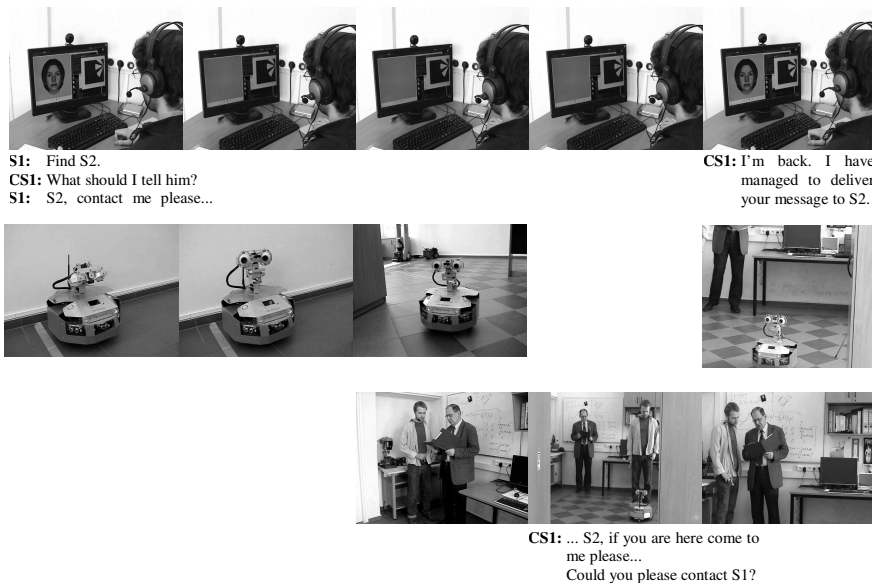 S1: Find S2.
CS1: What should I tell him?
S1: S2, contact me please...
CS1: I'm back. I have
managed to deliver
your message to S2.
CS1: ... S2, if you are here come to
me please...
Could you please contact S1?